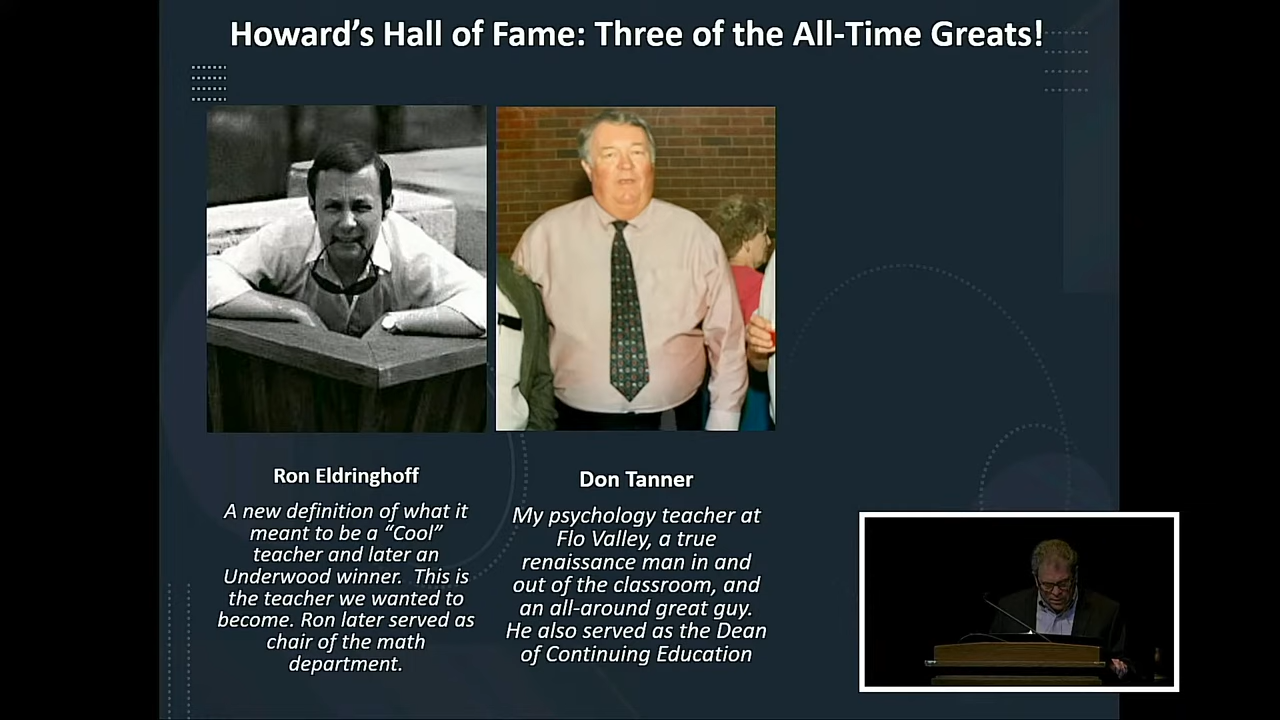 Howard's Hall of Fame: Three of the All-Time Greats!
Ron Eldringhoff
A new definition of what it
meant to be a “Cool”
teacher and later an
Underwood winner.  This is
the teacher we wanted to
become. Ron later served as
chair of the math
department.
Don Tanner
My psychology teacher at
Flo Valley, a true
renaissance man in and
out of the classroom, and
an all-around great guy.
He also served as the Dean
of Continuing Education